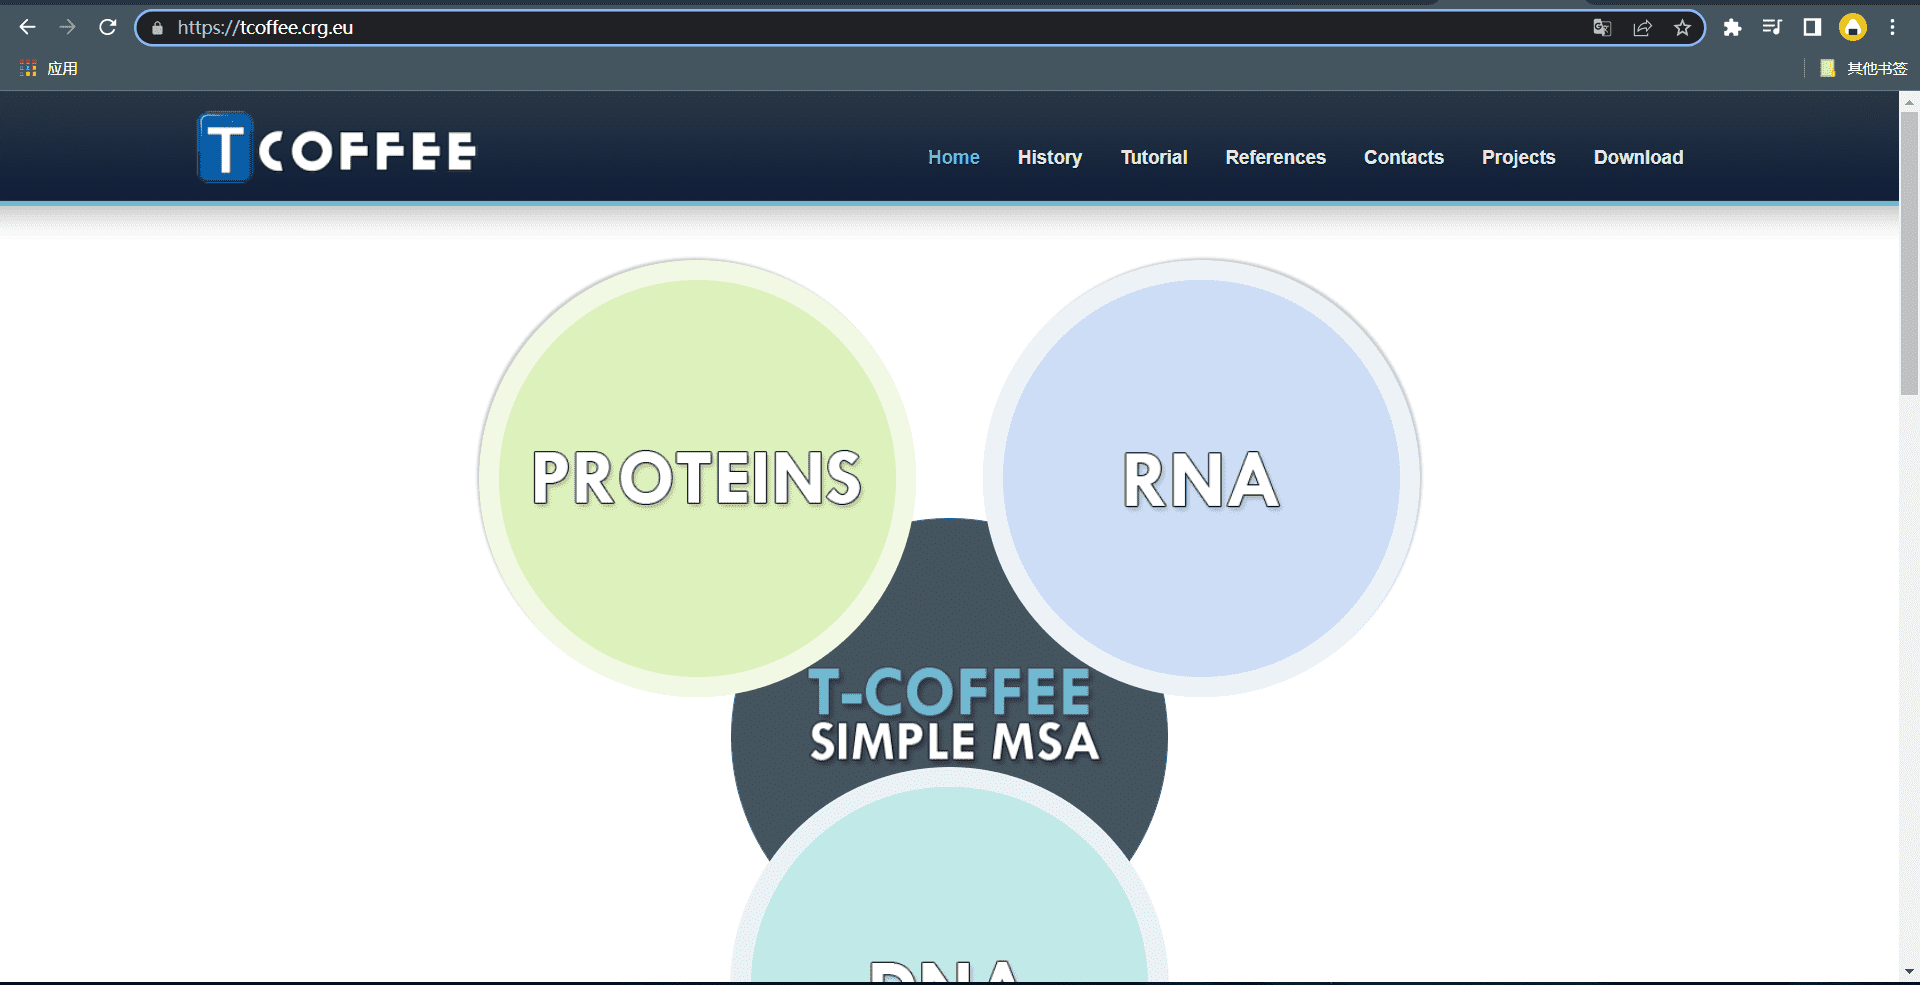 https://tcoffee.crg.eu
应用
其他书签
T COFFEE
Home History Tutorial References Contacts Projects Download
PROTEINS
RNA
T-COFFEE
SIMPLE MSA
DNA